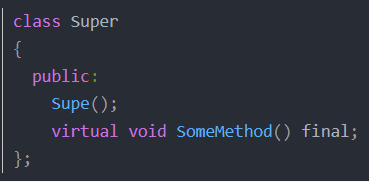 class Super
{
public:
Supe();
virtual void SomeMethod() final;
};